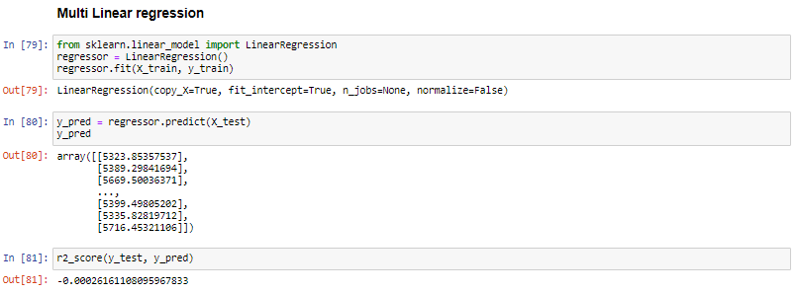 Multi Linear regression
In [79]: from sklearn.linear_model import LinearRegression
regressor = LinearRegression()
regressor.fit(X_train, y_train)
Out[79]: LinearRegression(copy_X=True, fit_intercept=True, n_jobs=None, normalize=False)
In [80]: y_pred = regressor.predict(X_test)
y_pred
Out[80]: array([[5323.85357537],
[5389.29841694],
[5669.50036371],
...,
[5399.49805202],
[5335.82819712],
[5716.45321106]])
In [81]: r2_score(y_test, y_pred)
Out[81]: -0.00026161108095967833